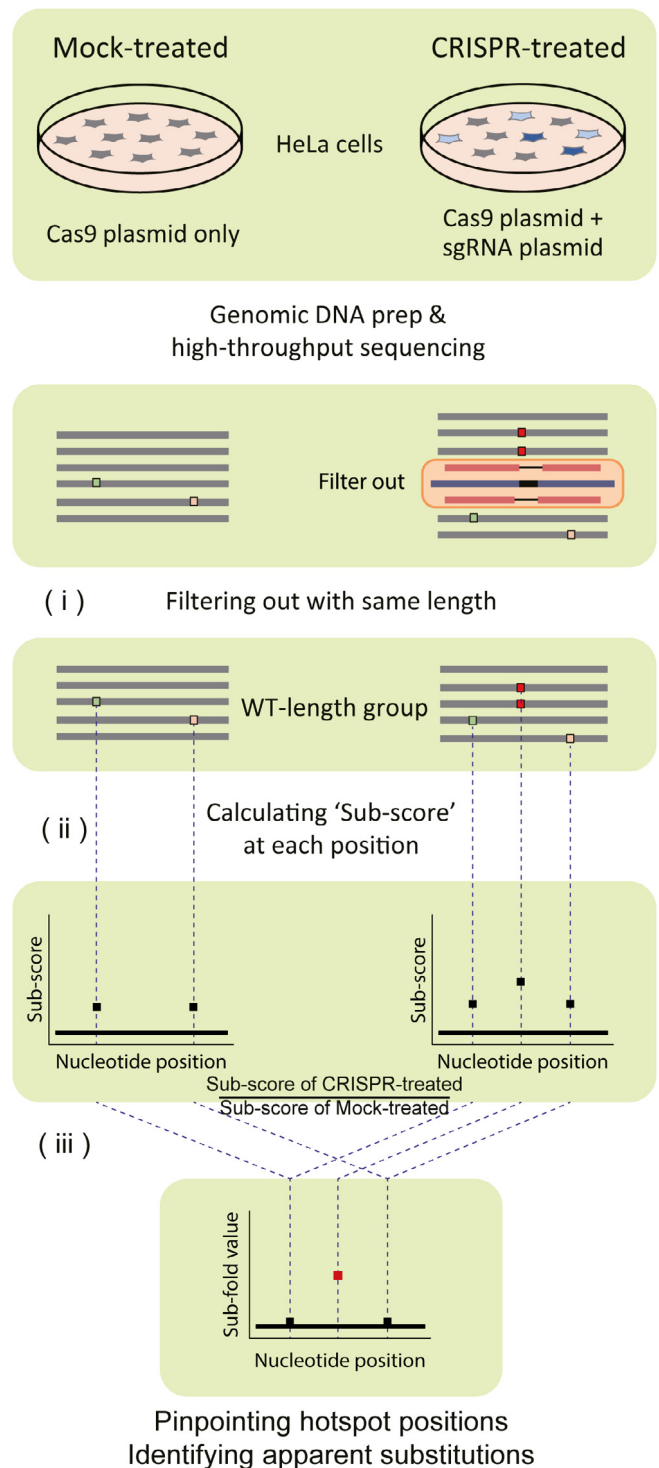 Mock-treated
CRISPR-treated
HeLa cells
Cas9 plasmid only
Cas9 plasmid +
sgRNA plasmid
Genomic DNA prep &
high-throughput sequencing
Filter out
( i )
Filtering out with same length
WT-length group
( ii )
Calculating ‘Sub-score’
at each position
Sub-score
Nucleotide position
Sub-score
Nucleotide position
Sub-score of CRISPR-treated
Sub-score of Mock-treated
( iii )
Sub-fold value
Nucleotide position
Pinpointing hotspot positions
Identifying apparent substitutions